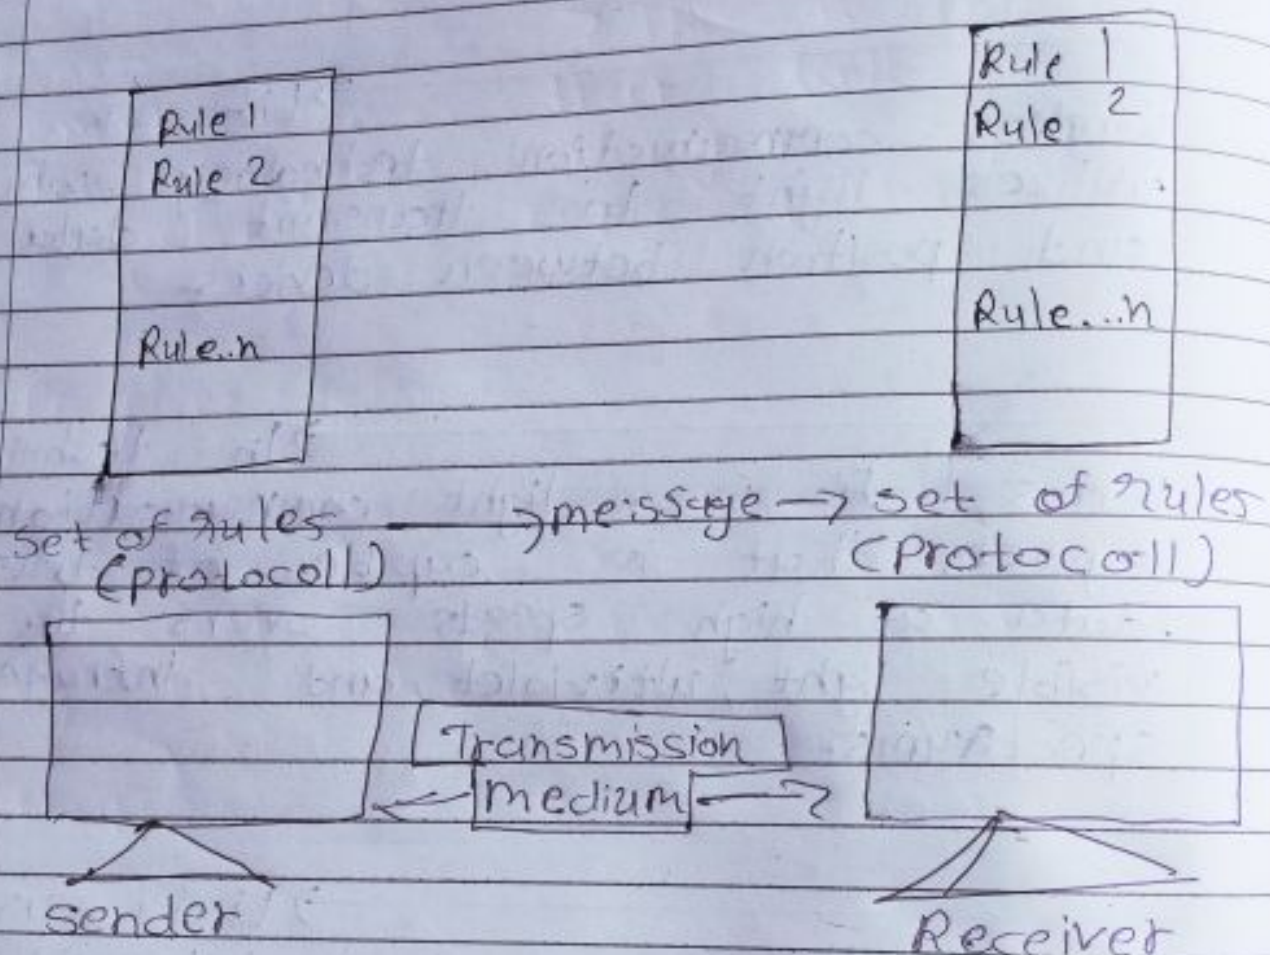 Rule 1
Rule 2
Rule..n
Rule 1
Rule 2
Rule...n
set of rules → message → set of rules
(protocoll) (protocoll)
Transmission
medium
sender
Receiver